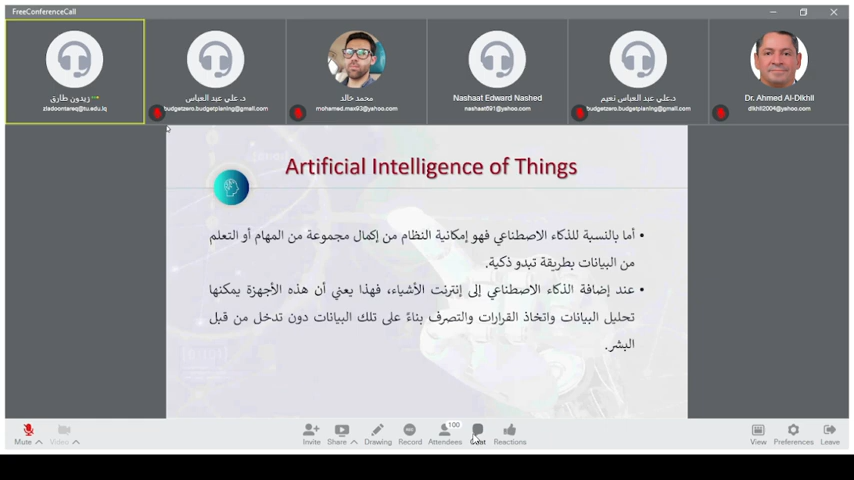 FreeConferenceCall
زيدون طارق
ziadoontareq@tu.edu.iq
د.علي عبد العباس
budgetzero.budgetplaning@gmail.com
محمد خالد
mohamed.max93@yahoo.com
Nashaat Edward Nashed
nashaat691@yahoo.com
د.علي عبد العباس نعيم
budgetzero.budgetplaning@gmail.com
Dr. Ahmed Al-Dikhil
dikhil2004@yahoo.com
Artificial Intelligence of Things
• أما بالنسبة للذكاء الاصطناعي فهو إمكانية النظام من إكمال مجموعة من المهام أو التعلم
من البيانات بطريقة تبدو ذكية.
• عند إضافة الذكاء الاصطناعي إلى إنترنت الأشياء، فهذا يعني أن هذه الأجهزة يمكنها
تحليل البيانات واتخاذ القرارات والتصرف بناءً على تلك البيانات دون تدخل من قبل
البشر.
Mute
Video
Invite
Share
Drawing
Record
100
Attendees
Chat
Reactions
View
Preferences
Leave